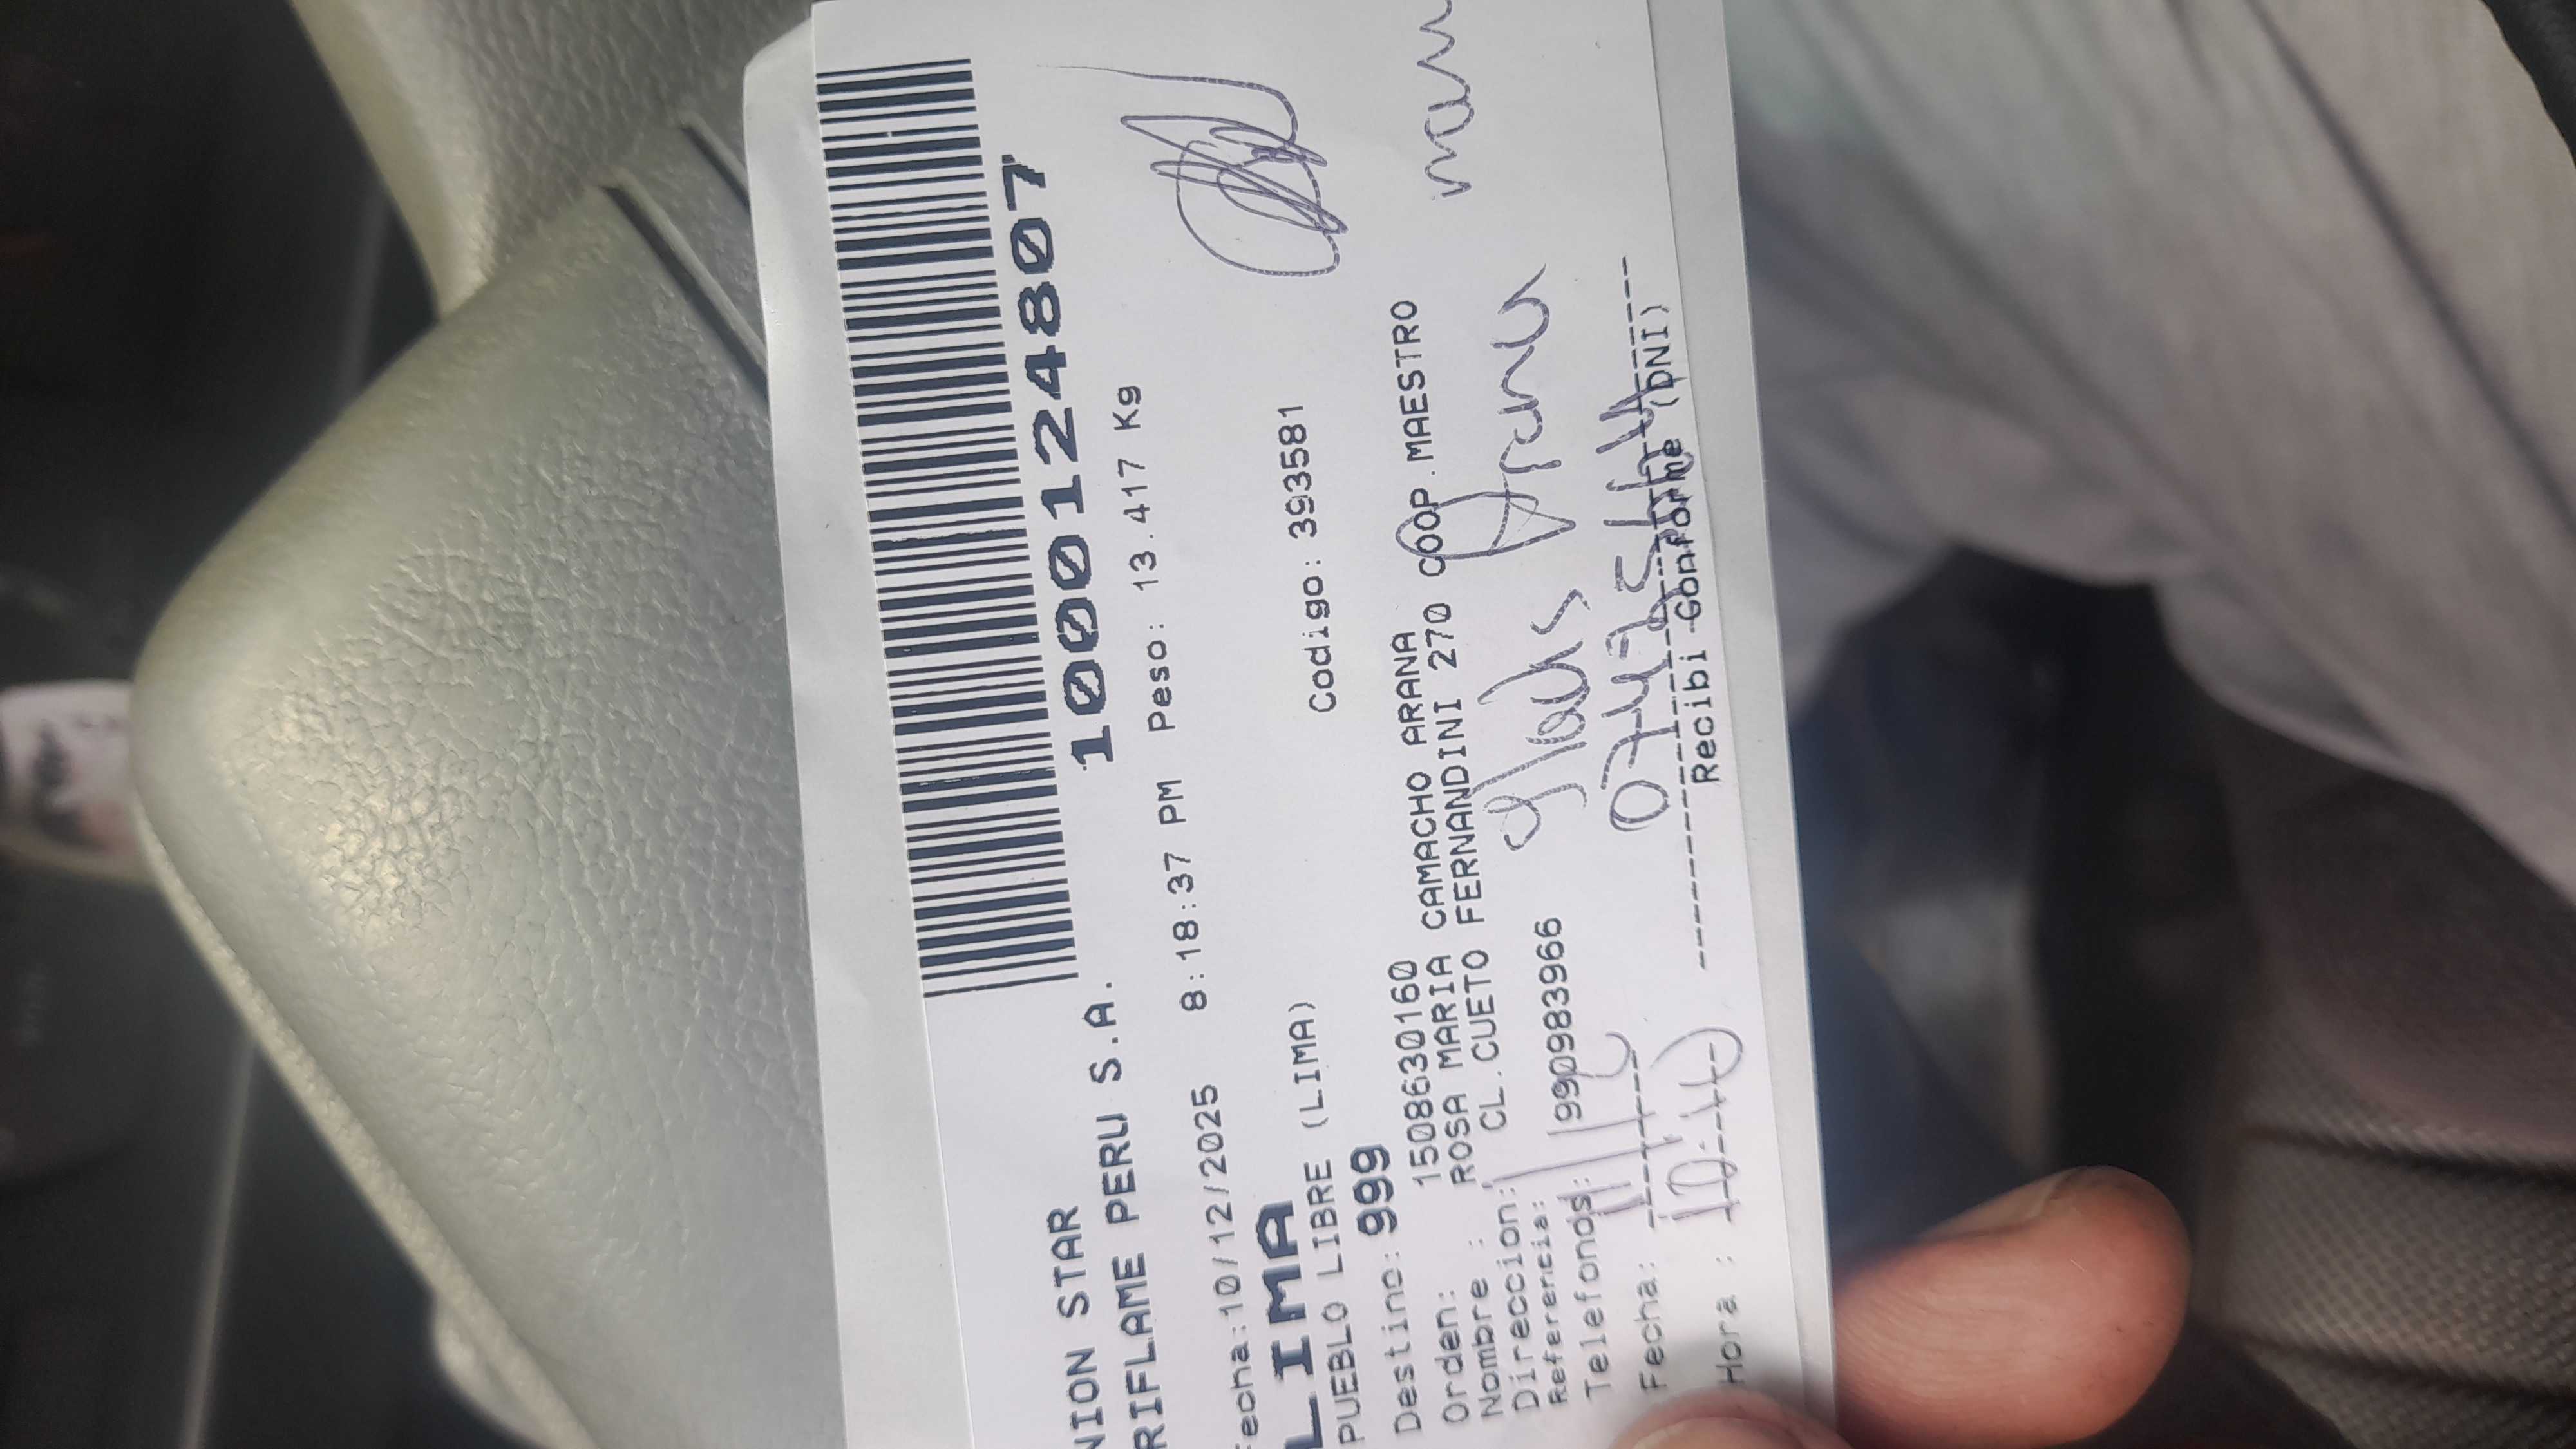 1000124807
NION STAR
RIFLAME PERU S.A.
fecha:10/12/2025 8:18:37 PM Peso: 13.417 Kg
LIMA
PUEBLO LIBRE (LIMA) Codigo: 393581
Destino: 999
Orden: 1508630160
Nombre : ROSA MARIA CAMACHO ARANA
Direccion: CL.CUETO FERNANDINI 270 COOP.MAESTRO
Referencia:
Telefonos: 990983966
Fecha:
Hora :
Recibi Conforme (DNI)